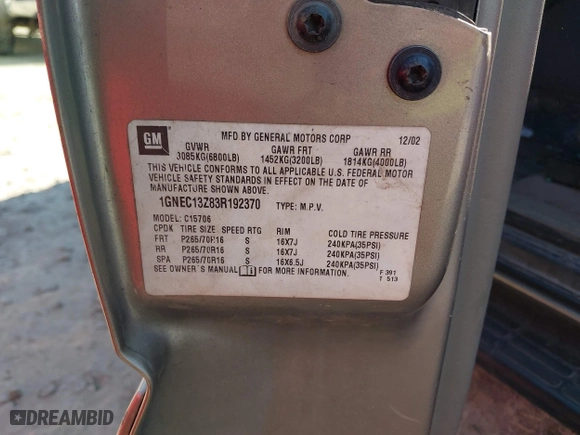 GM
MFD BY GENERAL MOTORS CORP 12/02
GVWR GAWR FRT GAWR RR
3085KG(6800LB) 1452KG(3200LB) 1814KG(4000LB)
THIS VEHICLE CONFORMS TO ALL APPLICABLE U.S. FEDERAL MOTOR
VEHICLE SAFETY STANDARDS IN EFFECT ON THE DATE OF
MANUFACTURE SHOWN ABOVE.
1GNEC13Z83R192370 TYPE: M.P.V.
MODEL: C15706
CPDK TIRE SIZE SPEED RTG RIM COLD TIRE PRESSURE
FRT P265/70R16 S 16X7J 240KPA(35PSI)
RR P265/70R16 S 16X7J 240KPA(35PSI)
SPA P265/70R16 S 16X6.5J 240KPA(35PSI)
SEE OWNER'S MANUAL FOR MORE INFORMATION.
F 391
T 513
DREAMBID